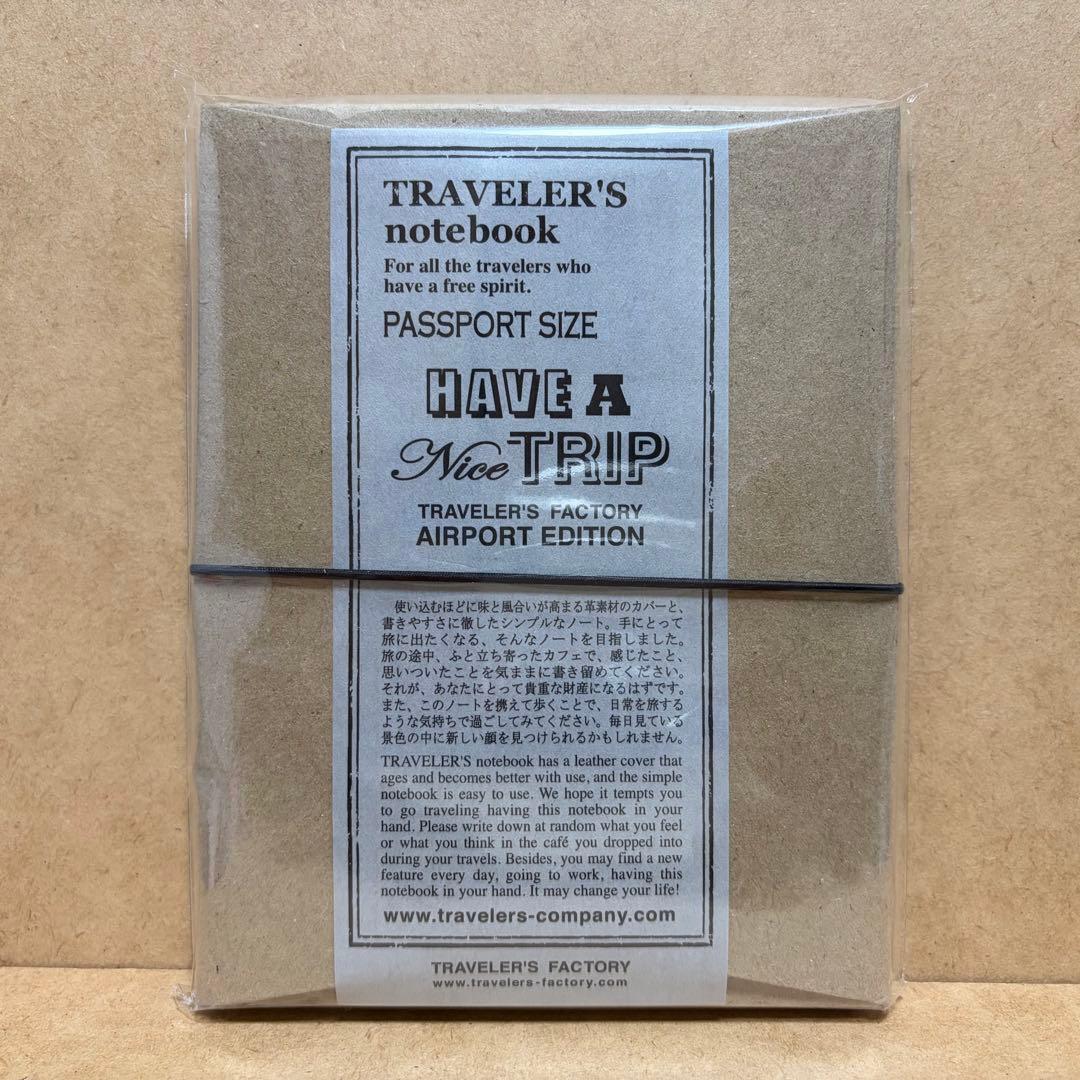 TRAVELER'S
notebook
For all the travelers who
have a free spirit.
PASSPORT SIZE
HAVE A
Nice TRIP
TRAVELER'S FACTORY
AIRPORT EDITION
使い込むほどに味と風合いが高まる革素材のカバーと、
書きやすさに徹したシンプルなノート。手にとって
旅に出たくなる、そんなノートを目指しました。
旅の途中、ふと立ち寄ったカフェで、感じたこと、
思いついたことを気ままに書き留めてください。
それが、あなたにとって貴重な財産になるはずです。
また、このノートを携えて歩くことで、日常を旅する
ような気持ちで過ごしてみてください。毎日見ている
景色の中に新しい顔を見つけられるかもしれません。
TRAVELER'S notebook has a leather cover that
ages and becomes better with use, and the simple
notebook is easy to use. We hope it tempts you
to go traveling having this notebook in your
hand. Please write down at random what you feel
or what you think in the café you dropped into
during your travels. Besides, you may find a new
feature every day, going to work, having this
notebook in your hand. It may change your life!
www.travelers-company.com
TRAVELER'S FACTORY
www.travelers-factory.com